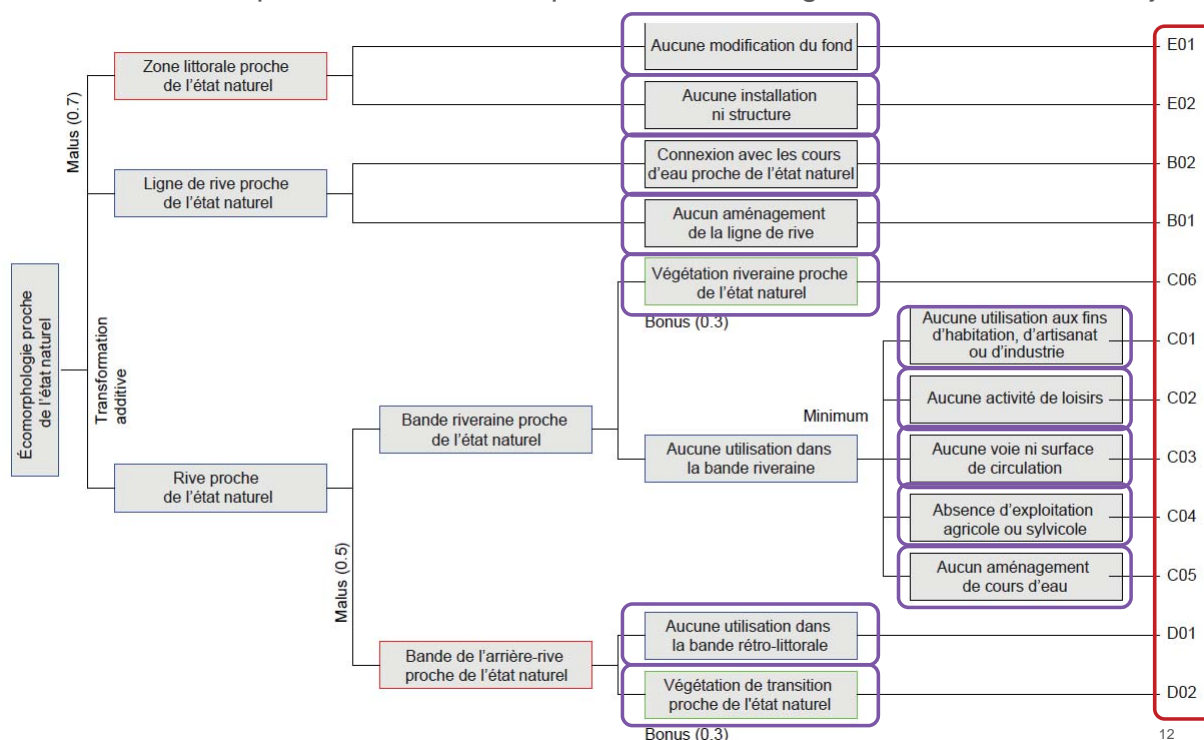 Aucune modification du fond
E01
Zone littorale proche
de l'état naturel
Aucune installation
ni structure
E02
Malus (0.7)
Connexion avec les cours
d'eau proche de l'état naturel
B02
Ligne de rive proche
de l'état naturel
Aucun aménagement
de la ligne de rive
B01
Végétation riveraine proche
de l'état naturel
C06
Bonus (0.3)
Écomorphologie proche
de l'état naturel
Transformation
additive
Aucune utilisation aux fins
d'habitation, d'artisanat
ou d'industrie
C01
Aucune activité de loisirs
C02
Bande riveraine proche
de l'état naturel
Minimum
Aucune utilisation dans
la bande riveraine
Aucune voie ni surface
de circulation
C03
Rive proche
de l'état naturel
Absence d'exploitation
agricole ou sylvicole
C04
Malus (0.5)
Aucun aménagement
de cours d'eau
C05
Aucune utilisation dans
la bande rétro-littorale
D01
Bande de l'arrière-rive
proche de l'état naturel
Végétation de transition
proche de l'état naturel
D02
Bonus (0.3)
12